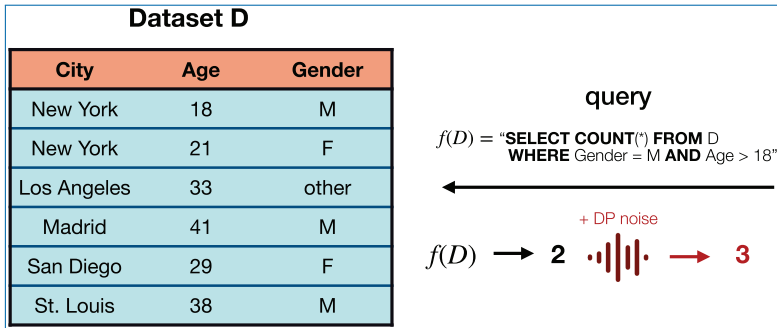 Dataset D
City Age Gender
New York 18 M
New York 21 F
Los Angeles 33 other
Madrid 41 M
San Diego 29 F
St. Louis 38 M
query
f(D) = “SELECT COUNT(*) FROM D
WHERE Gender = M AND Age > 18”
+ DP noise
f(D) 2 3